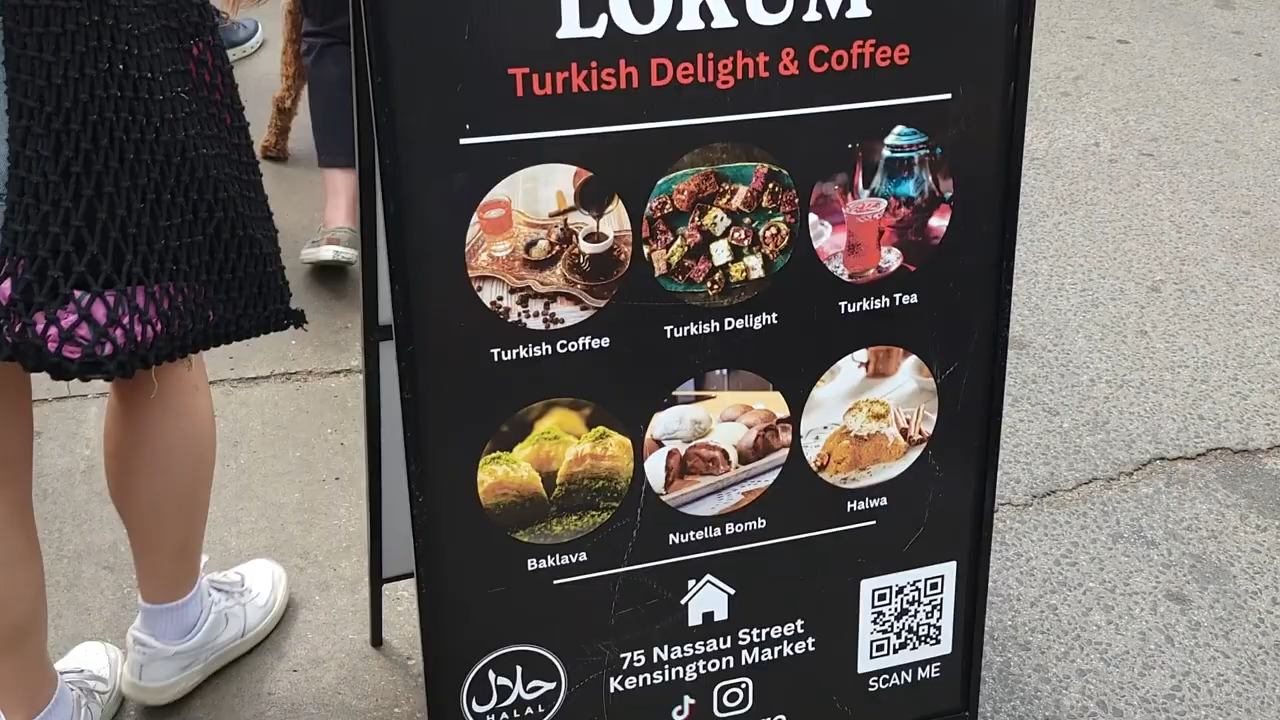 LOKUM
Turkish Delight & Coffee
Turkish Coffee
Turkish Delight
Turkish Tea
Baklava
Nutella Bomb
Halwa
75 Nassau Street
Kensington Market
SCAN ME
حلال
HALAL